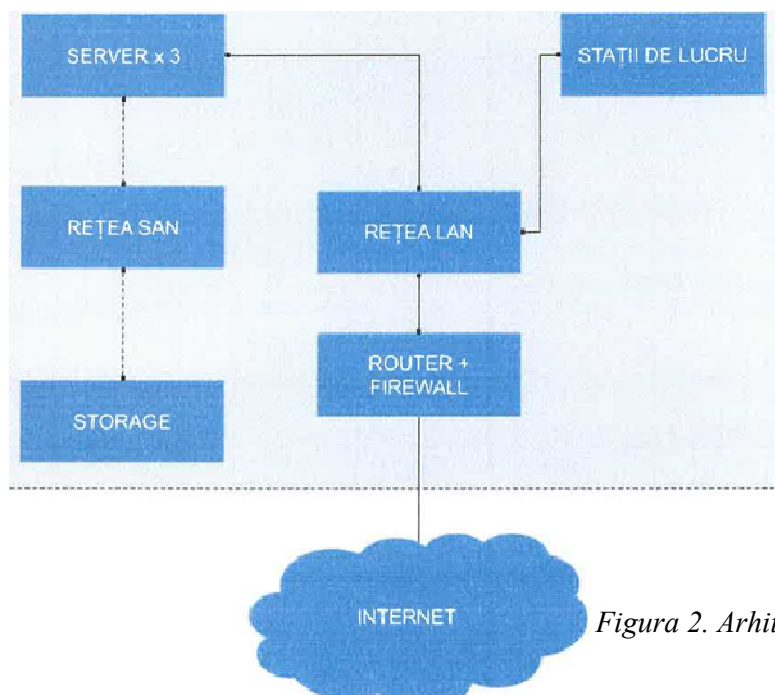 SERVER x 3
STAȚII DE LUCRU
REȚEA SAN
REȚEA LAN
ROUTER +
FIREWALL
STORAGE
INTERNET
Figura 2. Arhit